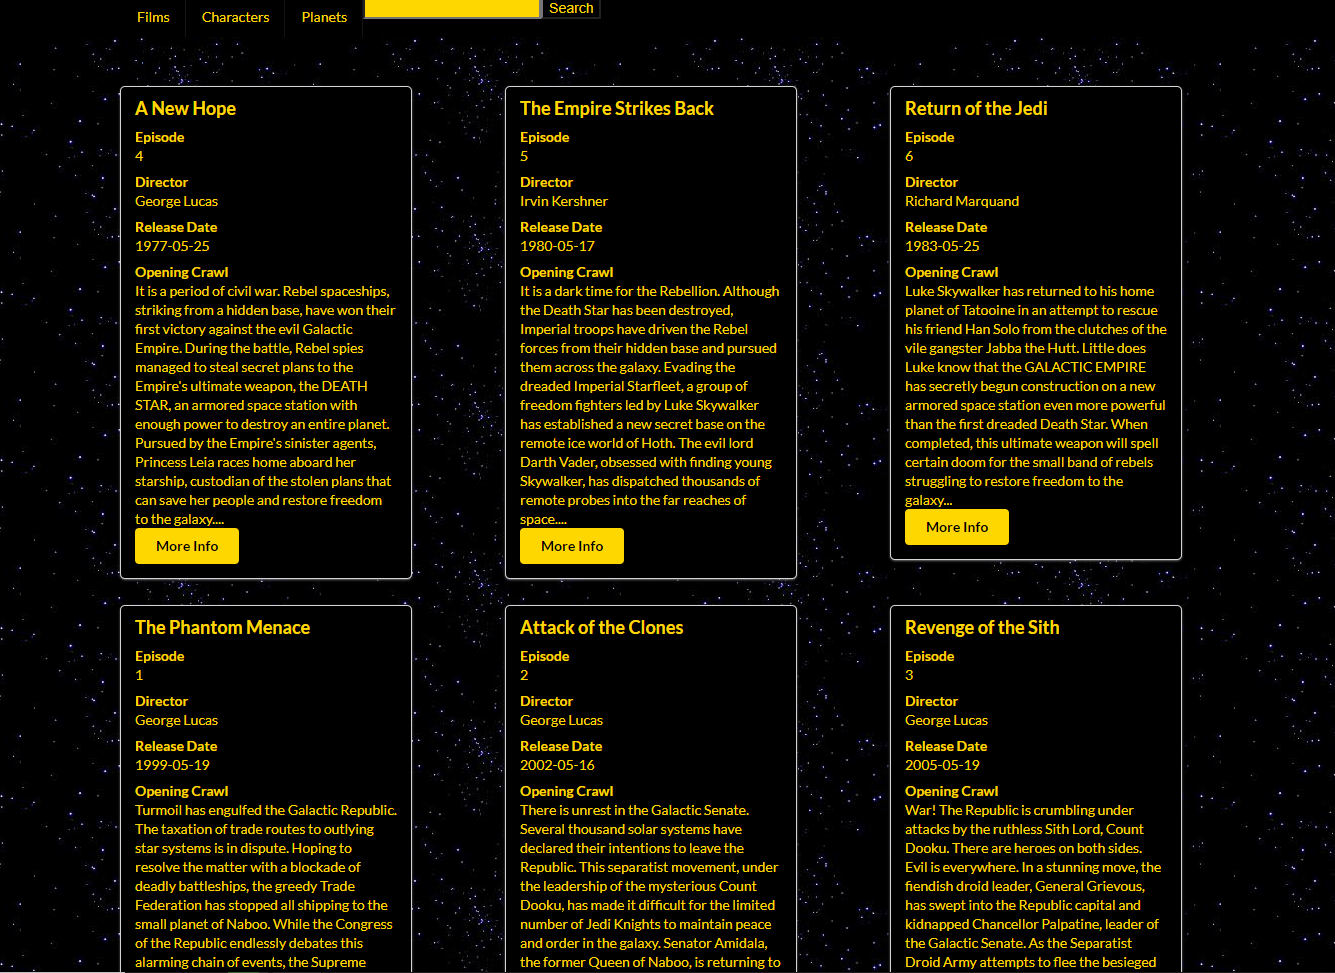 Films Characters Planets Search
A New Hope
Episode
4
Director
George Lucas
Release Date
1977-05-25
Opening Crawl
It is a period of civil war. Rebel spaceships,
striking from a hidden base, have won their
first victory against the evil Galactic
Empire. During the battle, Rebel spies
managed to steal secret plans to the
Empire's ultimate weapon, the DEATH
STAR, an armored space station with
enough power to destroy an entire planet.
Pursued by the Empire's sinister agents,
Princess Leia races home aboard her
starship, custodian of the stolen plans that
can save her people and restore freedom
to the galaxy....
More Info
The Empire Strikes Back
Episode
5
Director
Irvin Kershner
Release Date
1980-05-17
Opening Crawl
It is a dark time for the Rebellion. Although
the Death Star has been destroyed,
Imperial troops have driven the Rebel
forces from their hidden base and pursued
them across the galaxy. Evading the
dreaded Imperial Starfleet, a group of
freedom fighters led by Luke Skywalker
has established a new secret base on the
remote ice world of Hoth. The evil lord
Darth Vader, obsessed with finding young
Skywalker, has dispatched thousands of
remote probes into the far reaches of
space....
More Info
Return of the Jedi
Episode
6
Director
Richard Marquand
Release Date
1983-05-25
Opening Crawl
Luke Skywalker has returned to his home
planet of Tatooine in an attempt to rescue
his friend Han Solo from the clutches of the
vile gangster Jabba the Hutt. Little does
Luke know that the GALACTIC EMPIRE
has secretly begun construction on a new
armored space station even more powerful
than the first dreaded Death Star. When
completed, this ultimate weapon will spell
certain doom for the small band of rebels
struggling to restore freedom to the
galaxy...
More Info
The Phantom Menace
Episode
1
Director
George Lucas
Release Date
1999-05-19
Opening Crawl
Turmoil has engulfed the Galactic Republic.
The taxation of trade routes to outlying
star systems is in dispute. Hoping to
resolve the matter with a blockade of
deadly battleships, the greedy Trade
Federation has stopped all shipping to the
small planet of Naboo. While the Congress
of the Republic endlessly debates this
alarming chain of events, the Supreme
Attack of the Clones
Episode
2
Director
George Lucas
Release Date
2002-05-16
Opening Crawl
There is unrest in the Galactic Senate.
Several thousand solar systems have
declared their intentions to leave the
Republic. This separatist movement, under
the leadership of the mysterious Count
Dooku, has made it difficult for the limited
number of Jedi Knights to maintain peace
and order in the galaxy. Senator Amidala,
the former Queen of Naboo, is returning to
Revenge of the Sith
Episode
3
Director
George Lucas
Release Date
2005-05-19
Opening Crawl
War! The Republic is crumbling under
attacks by the ruthless Sith Lord, Count
Dooku. There are heroes on both sides.
Evil is everywhere. In a stunning move, the
fiendish droid leader, General Grievous,
has swept into the Republic capital and
kidnapped Chancellor Palpatine, leader of
the Galactic Senate. As the Separatist
Droid Army attempts to flee the besieged